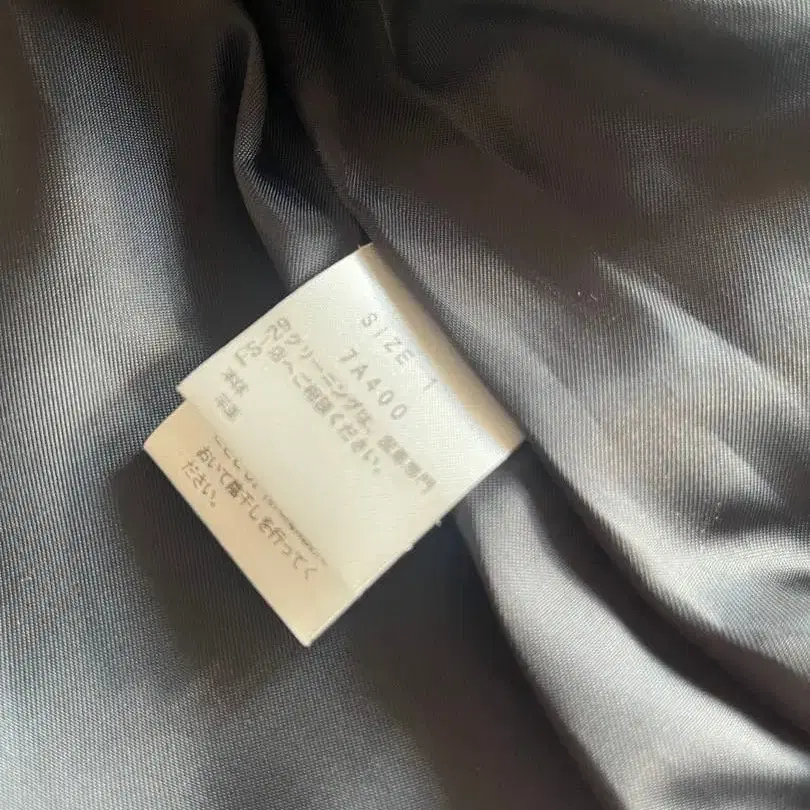 SIZE 1
7A400
FS-29
クリーニングは、皮革専門
店へご相談ください。
おいて陰干しを行ってく
ださい。